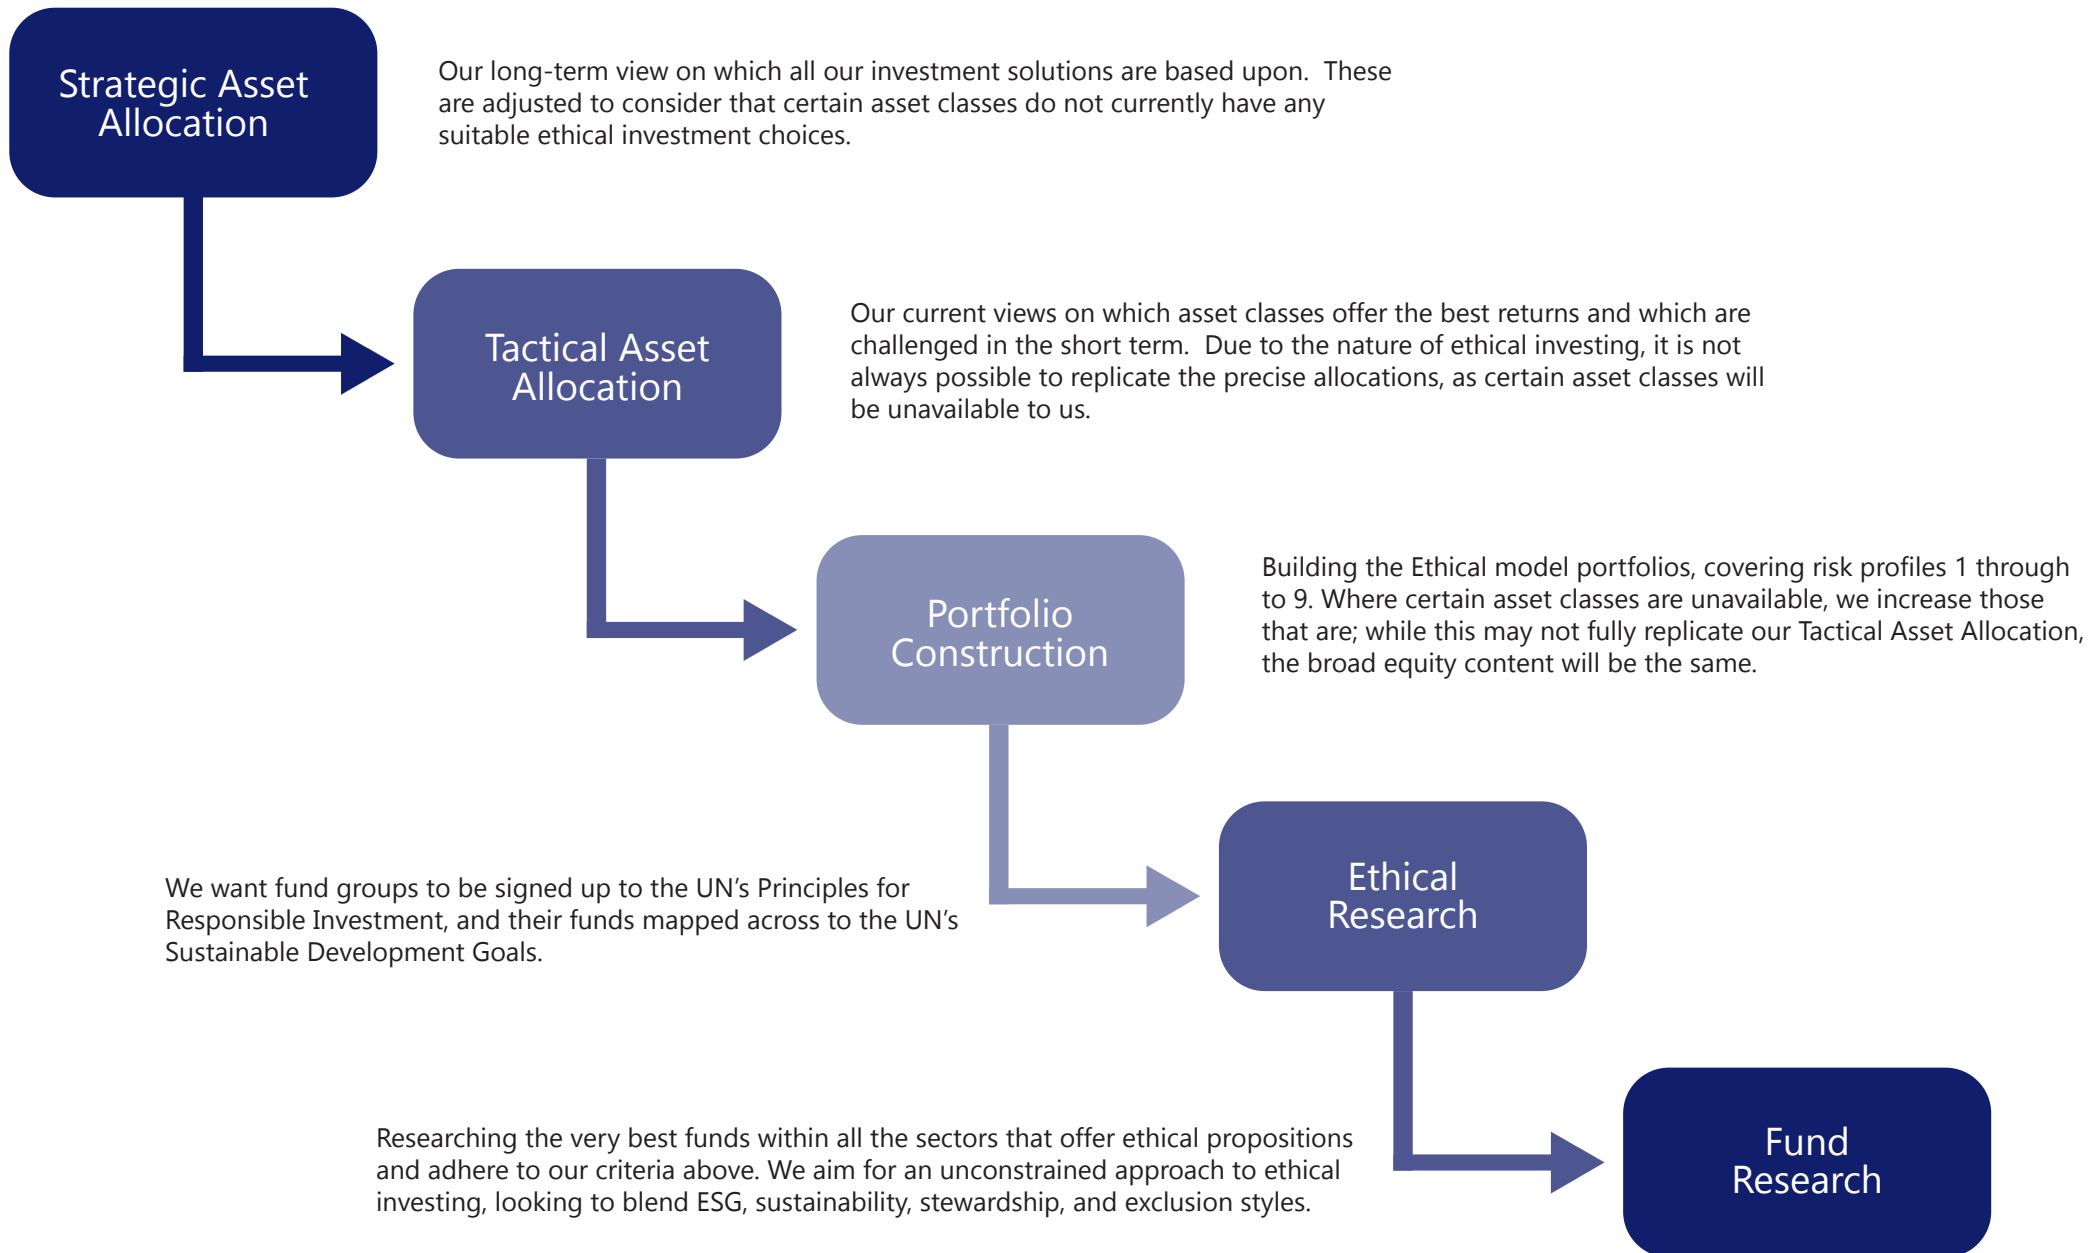 Strategic Asset
Allocation
Our long-term view on which all our investment solutions are based upon.  These
are adjusted to consider that certain asset classes do not currently have any
suitable ethical investment choices.
Tactical Asset
Allocation
Our current views on which asset classes offer the best returns and which are
challenged in the short term.  Due to the nature of ethical investing, it is not
always possible to replicate the precise allocations, as certain asset classes will
be unavailable to us.
Portfolio
Construction
Building the Ethical model portfolios, covering risk profiles 1 through
to 9. Where certain asset classes are unavailable, we increase those
that are; while this may not fully replicate our Tactical Asset Allocation,
the broad equity content will be the same.
Ethical
Research
We want fund groups to be signed up to the UN’s Principles for
Responsible Investment, and their funds mapped across to the UN’s
Sustainable Development Goals.
Fund
Research
Researching the very best funds within all the sectors that offer ethical propositions
and adhere to our criteria above. We aim for an unconstrained approach to ethical
investing, looking to blend ESG, sustainability, stewardship, and exclusion styles.